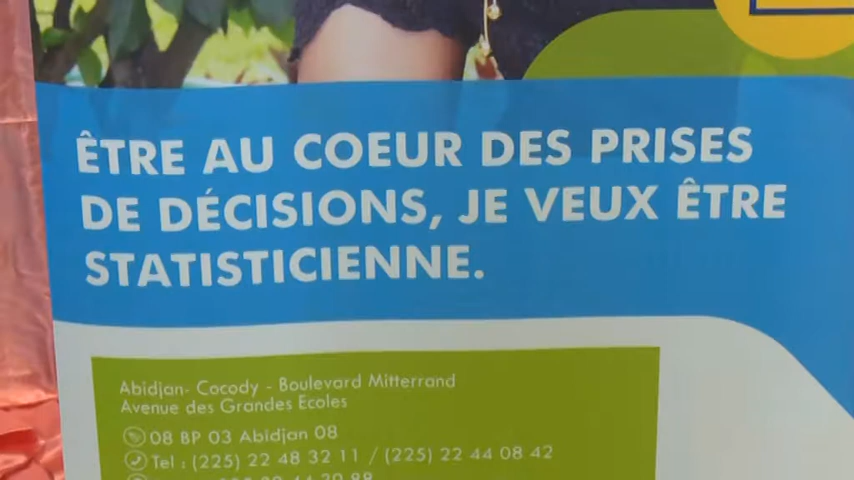 ÊTRE AU COEUR DES PRISES
DE DÉCISIONS, JE VEUX ÊTRE
STATISTICIENNE.
Abidjan- Cocody - Boulevard Mitterrand
Avenue des Grandes Ecoles
08 BP 03 Abidjan 08
Tel : (225) 22 48 32 11 / (225) 22 44 08 42